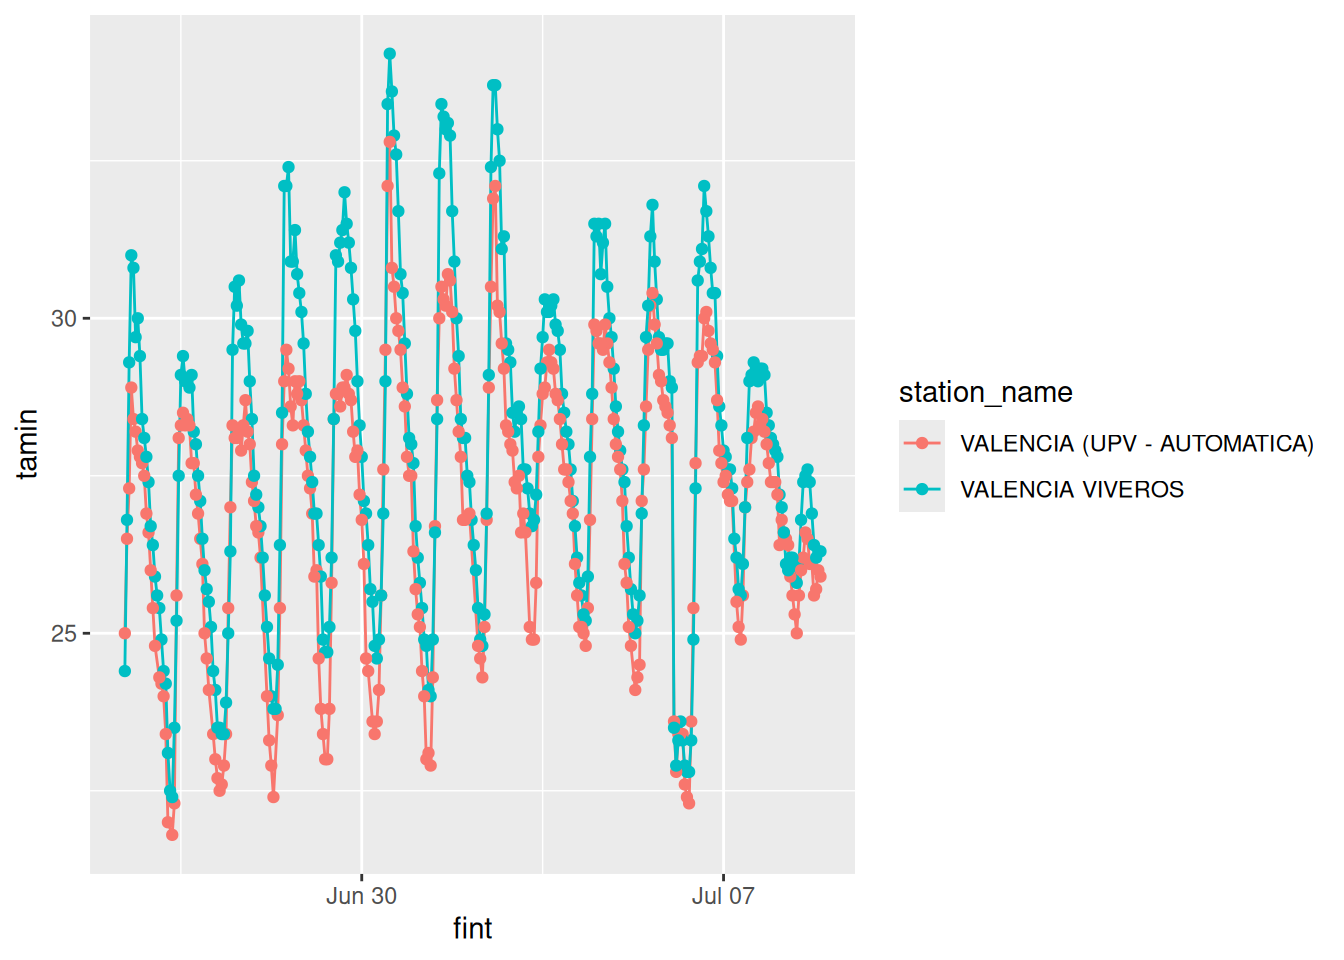 tamin
30
25
Jun 30
Jul 07
fint
station_name
VALENCIA (UPV - AUTOMATICA)
VALENCIA VIVEROS